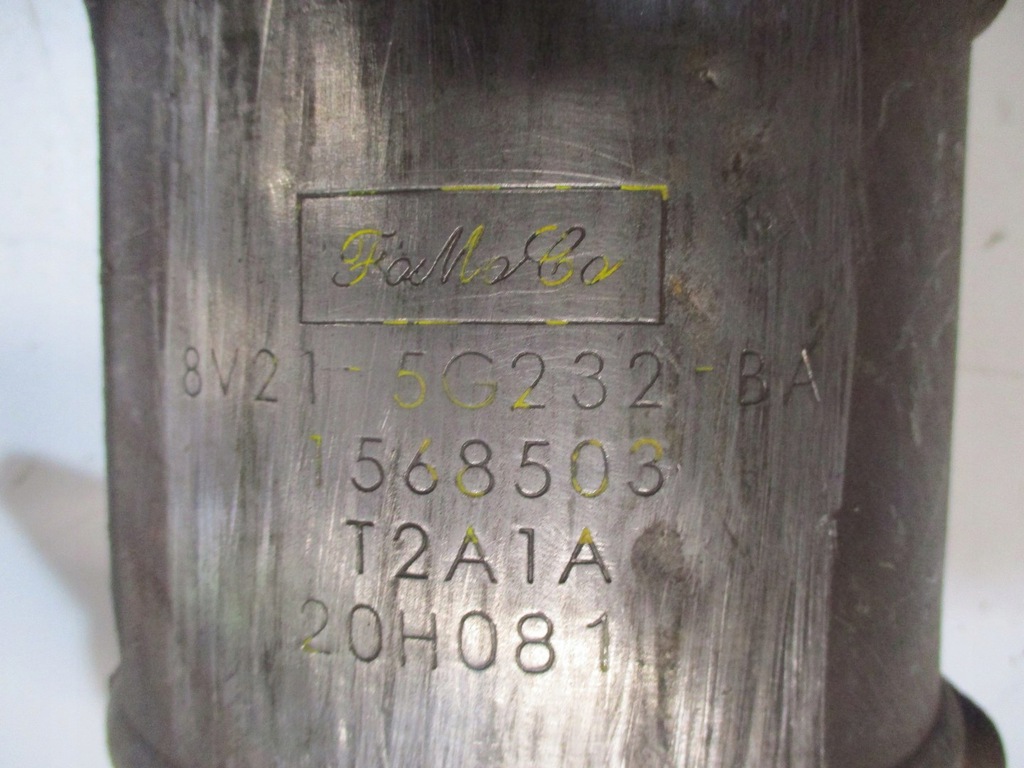 FoMoCo
8V21-5G232-BA
1568503
T2A1A
20H081